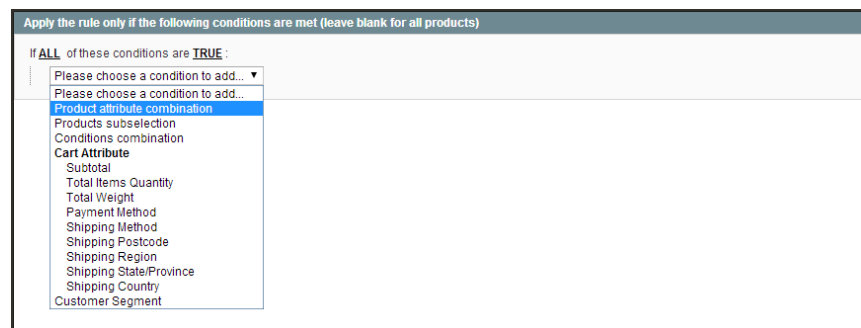 Apply the rule only if the following conditions are met (leave blank for all products)
If ALL of these conditions are TRUE :
Please choose a condition to add...
Please choose a condition to add...
Product attribute combination
Products subselection
Conditions combination
Cart Attribute
Subtotal
Total Items Quantity
Total Weight
Payment Method
Shipping Method
Shipping Postcode
Shipping Region
Shipping State/Province
Shipping Country
Customer Segment